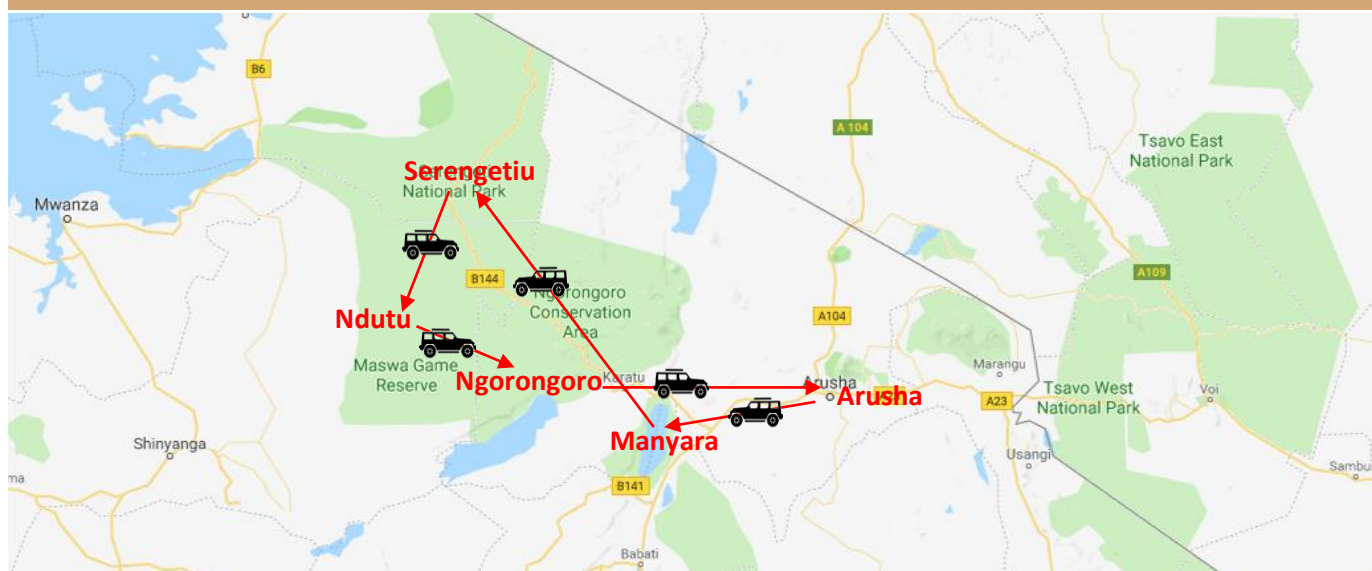 B6
A 104
Tsavo East
National Park
Serengetiu
National Park
Mwanza
A109
B144
Ngorongoro
Conservation
Area
Ndutu
A104
Maswa Game
Reserve
Marangu
Ngorongoro
Karatu
Arusha
Arusha
A23
Tsavo West
National Park
Voi
Manyara
Shinyanga
Usangi
Sambu
ma
B141
Babati